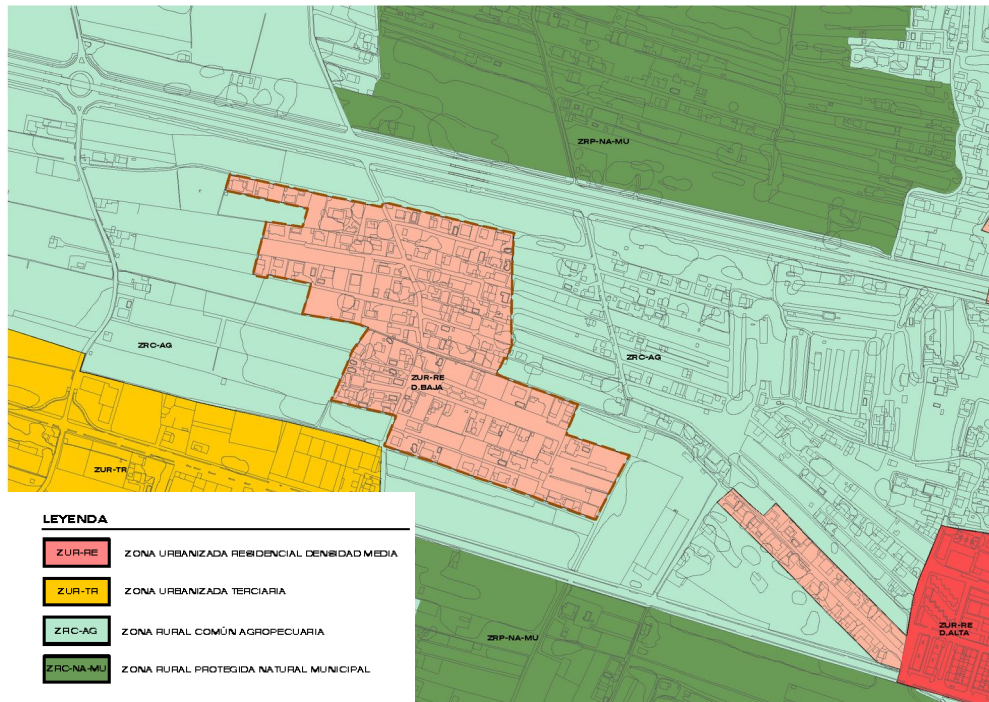 ZRP-NA-MU
ZRC-AG
ZRC-AG
ZUR-RE
D.BAJA
ZUR-TR
ZRP-NA-MU
ZUR-RE
D.ALTA
LEYENDA
ZUR-RE ZONA URBANIZADA RESIDENCIAL DENSIDAD MEDIA
ZUR-TR ZONA URBANIZADA TERCIARIA
ZRC-AG ZONA RURAL COMÚN AGROPECUARIA
ZRC-NA-MU ZONA RURAL PROTEGIDA NATURAL MUNICIPAL